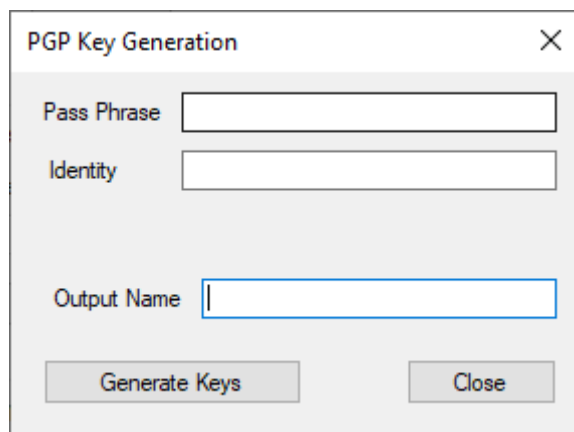 PGP Key Generation
Pass Phrase
Identity
Output Name
Generate Keys
Close